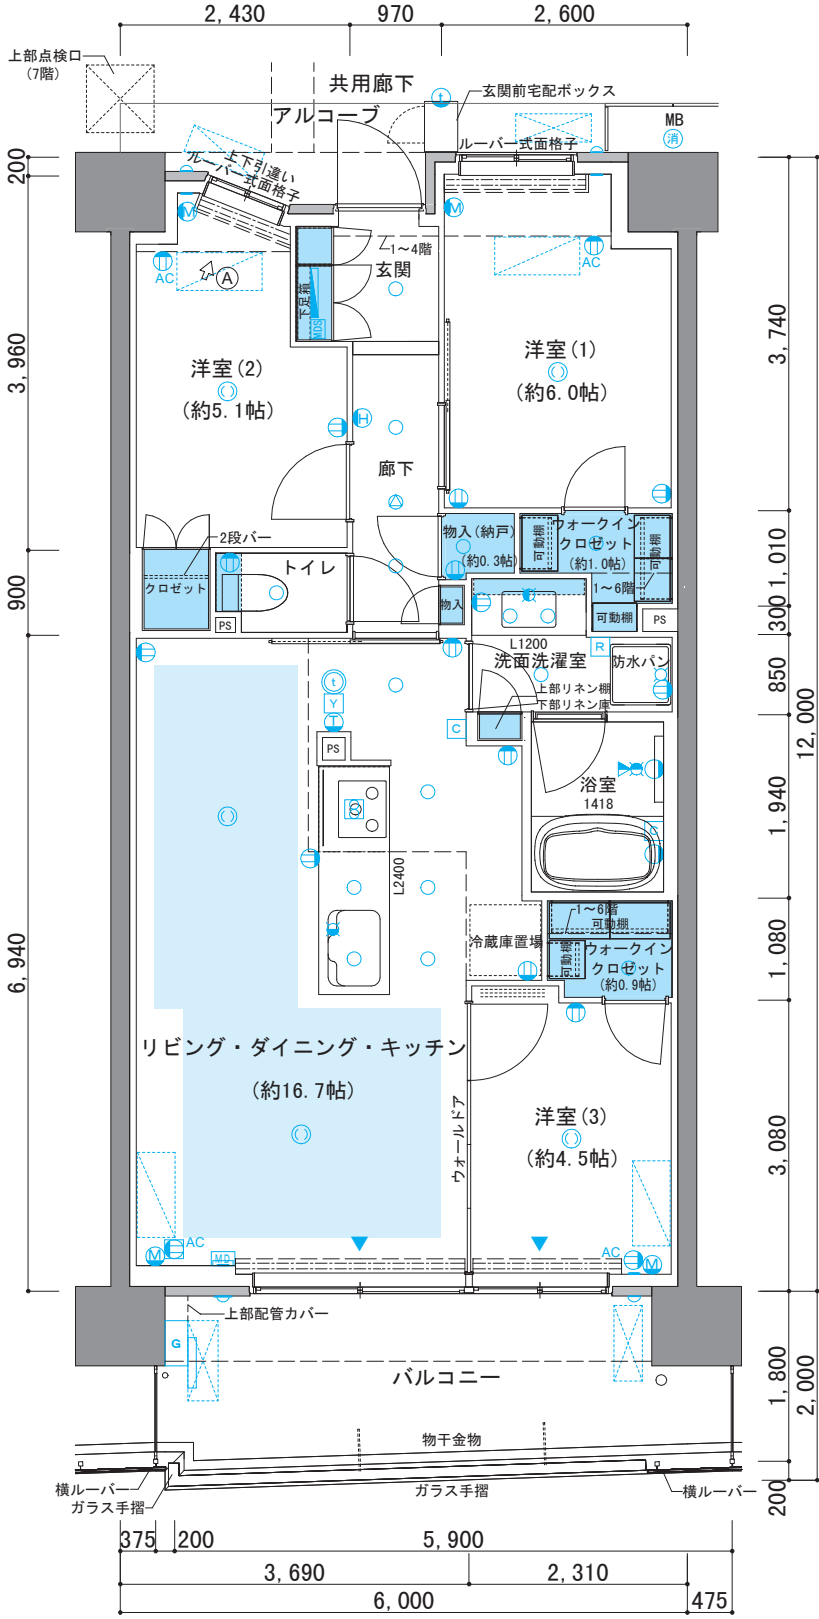 2,430
970
2,600
上部点検口
(7階)
共用廊下
アルコーブ
t
玄関前宅配ボックス
MB
消
ルーバー式面格子
上下引違い
ルーバー式面格子
200
3,960
900
6,940
M
M
AC
A
1～4階
玄関
下足箱
MDS
AC
洋室(2)
(約5.1帖)
洋室(1)
(約6.0帖)
H
廊下
3,740
1,010
300
850
12,000
1,940
1,080
3,080
2段バー
クロゼット
トイレ
PS
物入(納戸)
(約0.3帖)
可動棚
ウォークイン
クロゼット
(約1.0帖)
可動棚
1～6階
可動棚
PS
物入
L1200
洗面洗濯室
R
防水パン
上部リネン棚
下部リネン庫
C
t
Y
T
PS
浴室
1418
C
L2400
冷蔵庫置場
1～6階
可動棚
可動棚
ウォークイン
クロゼット
(約0.9帖)
リビング・ダイニング・キッチン
(約16.7帖)
ウォールドア
洋室(3)
(約4.5帖)
M
AC
MD
AC
M
上部配管カバー
G
バルコニー
1,800
2,000
200
物干金物
横ルーバー
ガラス手摺
ガラス手摺
横ルーバー
375
200
5,900
3,690
2,310
6,000
475